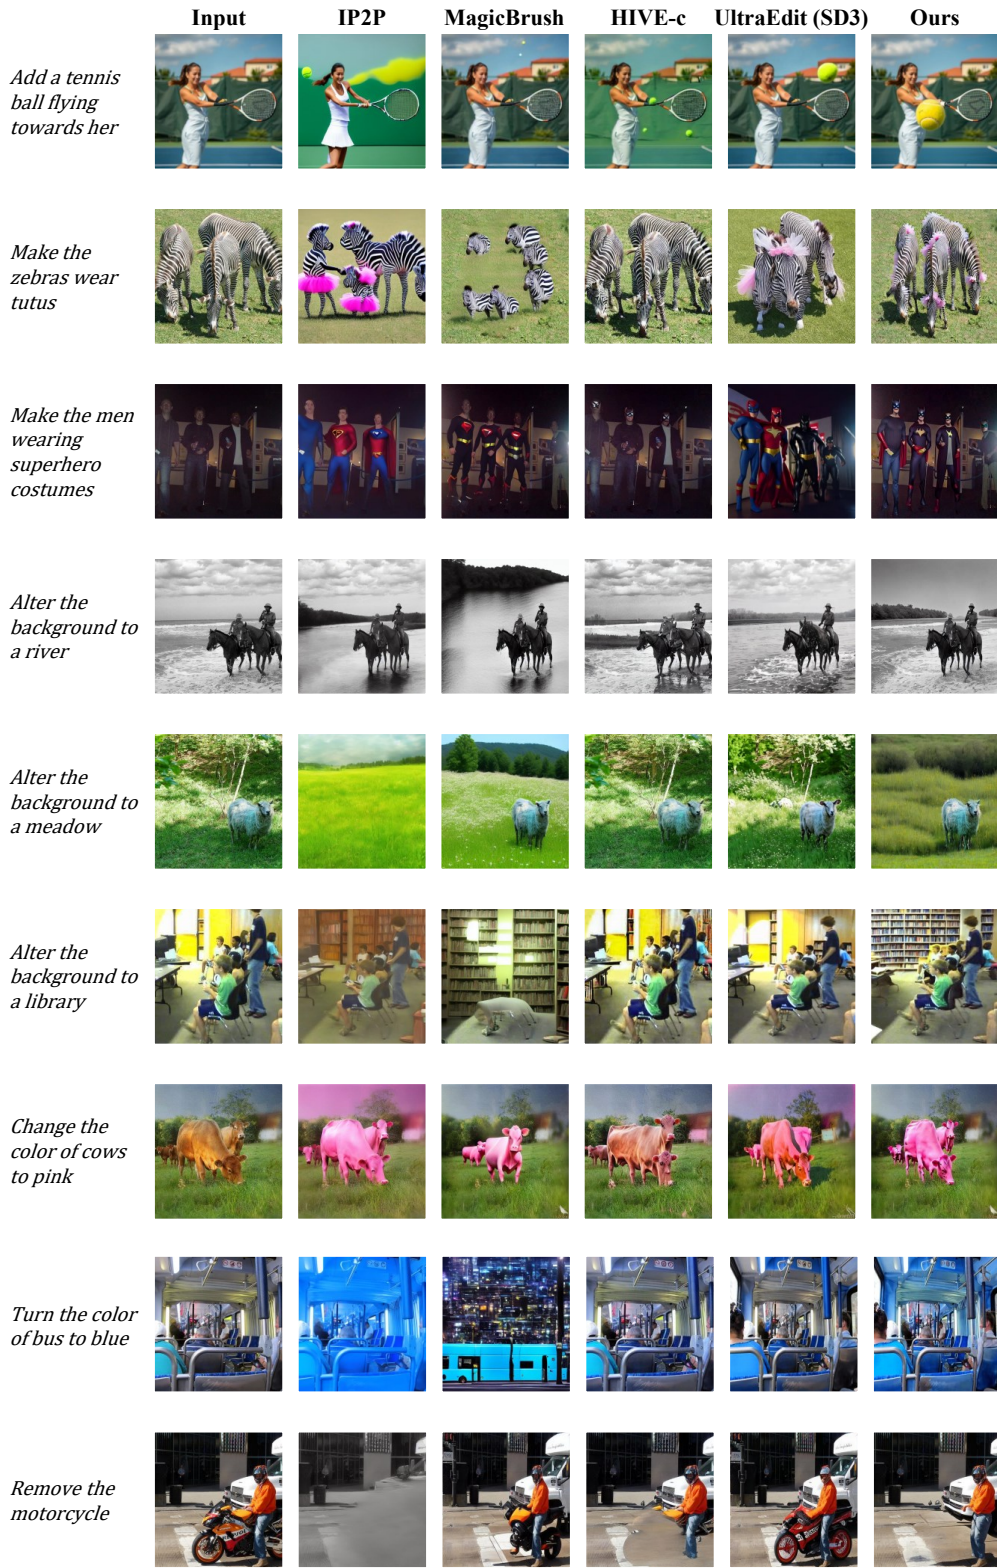 Input IP2P MagicBrush HIVE-c UltraEdit (SD3) Ours
Add a tennis
ball flying
towards her
Make the
zebras wear
tutus
Make the men
wearing
superhero
costumes
Alter the
background to
a river
Alter the
background to
a meadow
Alter the
background to
a library
Change the
color of cows
to pink
Turn the color
of bus to blue
Remove the
motorcycle